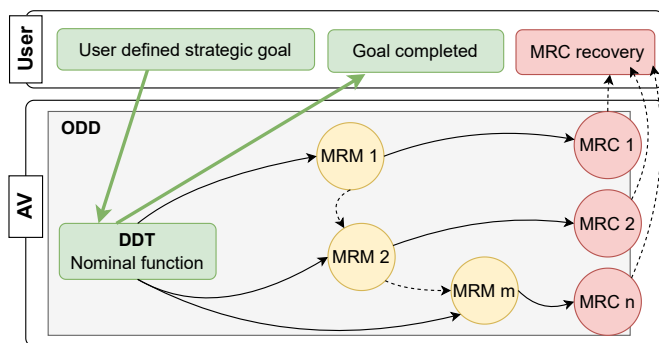 User
User defined strategic goal
Goal completed
MRC recovery
AV
ODD
MRM 1
MRC 1
DDT
Nominal function
MRM 2
MRC 2
MRM m
MRC n